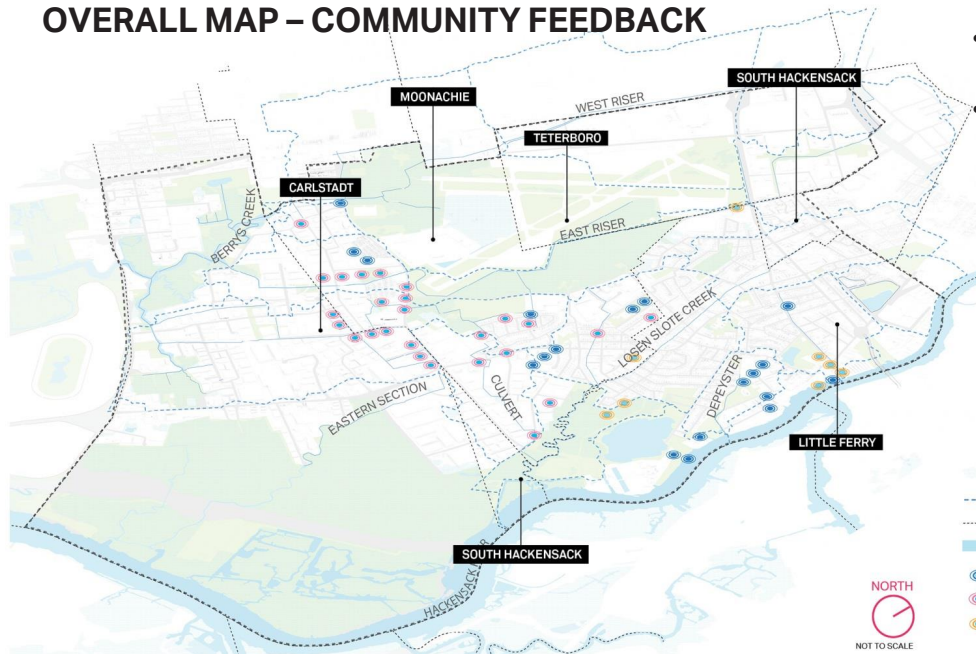 OVERALL MAP – COMMUNITY FEEDBACK
SOUTH HACKENSACK
MOONACHIE
WEST RISER
TETERBORO
CARLSTADT
BERRYS CREEK
EAST RISER
LOSEN SLOTE CREEK
CULVERT
DEPEYSTER
EASTERN SECTION
LITTLE FERRY
SOUTH HACKENSACK
HACKENSACK
NORTH
NOT TO SCALE